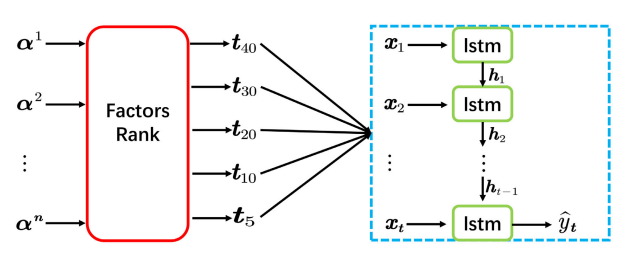 α¹
α²
⋮
αⁿ
Factors
Rank
t₄₀
t₃₀
t₂₀
t₁₀
t₅
x₁
lstm
h₁
x₂
lstm
h₂
⋮
⋮
hₜ₋₁
xₜ
lstm
ŷₜ